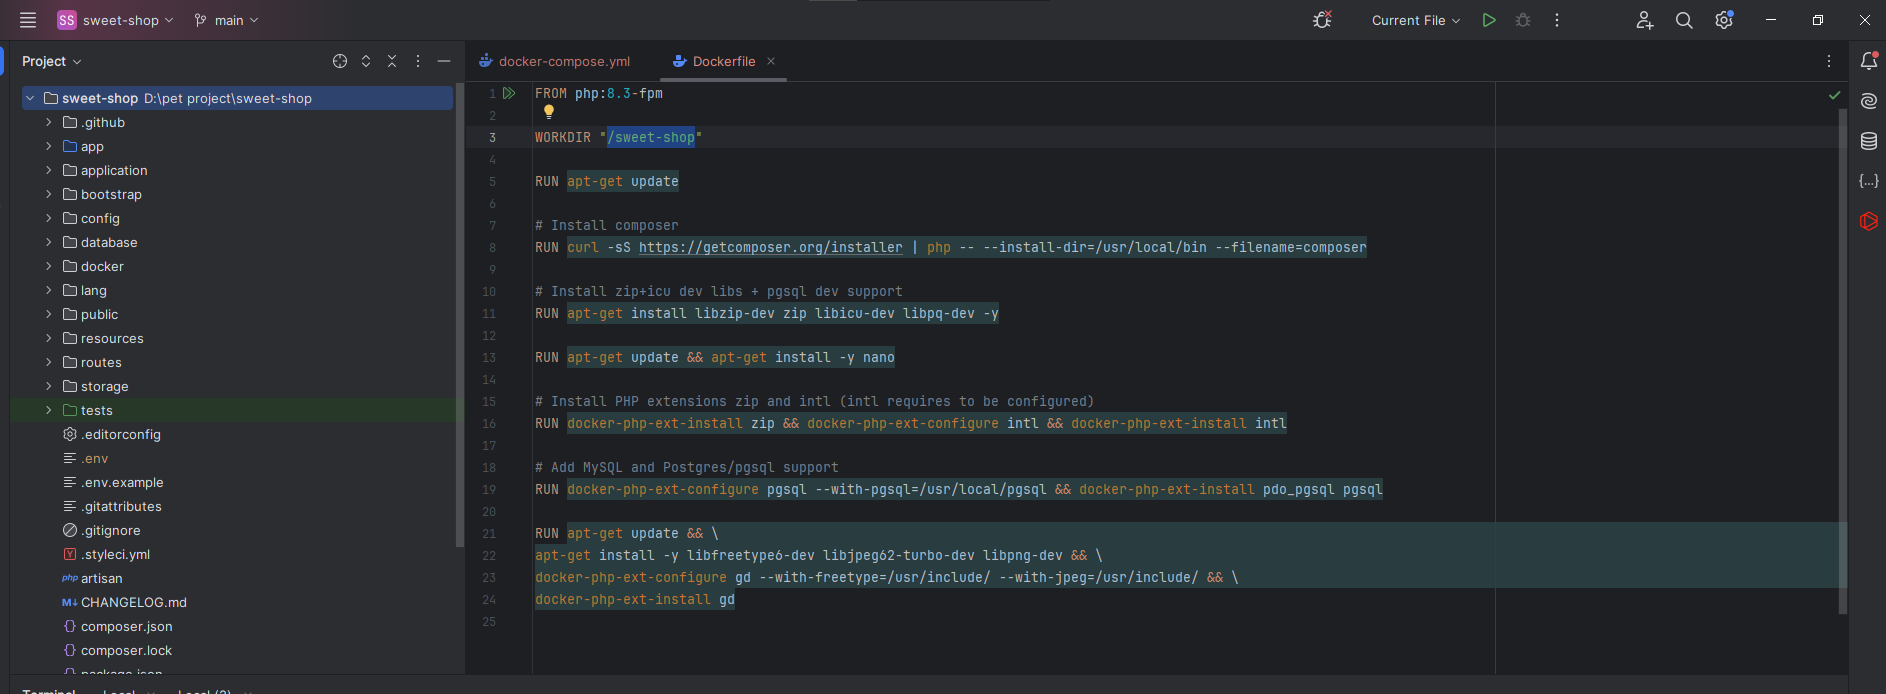 SS sweet-shop main Current File
Project
docker-compose.yml Dockerfile
sweet-shop D:\pet project\sweet-shop
.github
app
application
bootstrap
config
database
docker
lang
public
resources
routes
storage
tests
.editorconfig
.env
.env.example
.gitattributes
.gitignore
Y .styleci.yml
php artisan
M↓ CHANGELOG.md
{} composer.json
{} composer.lock
{} package.json
1 FROM php:8.3-fpm
2
3 WORKDIR "/sweet-shop"
4
5 RUN apt-get update
6
7 # Install composer
8 RUN curl -sS https://getcomposer.org/installer | php -- --install-dir=/usr/local/bin --filename=composer
9
10 # Install zip+icu dev libs + pgsql dev support
11 RUN apt-get install libzip-dev zip libicu-dev libpq-dev -y
12
13 RUN apt-get update && apt-get install -y nano
14
15 # Install PHP extensions zip and intl (intl requires to be configured)
16 RUN docker-php-ext-install zip && docker-php-ext-configure intl && docker-php-ext-install intl
17
18 # Add MySQL and Postgres/pgsql support
19 RUN docker-php-ext-configure pgsql --with-pgsql=/usr/local/pgsql && docker-php-ext-install pdo_pgsql pgsql
20
21 RUN apt-get update && \
22 apt-get install -y libfreetype6-dev libjpeg62-turbo-dev libpng-dev && \
23 docker-php-ext-configure gd --with-freetype=/usr/include/ --with-jpeg=/usr/include/ && \
24 docker-php-ext-install gd
25
{...}
Terminal Local Local (2)